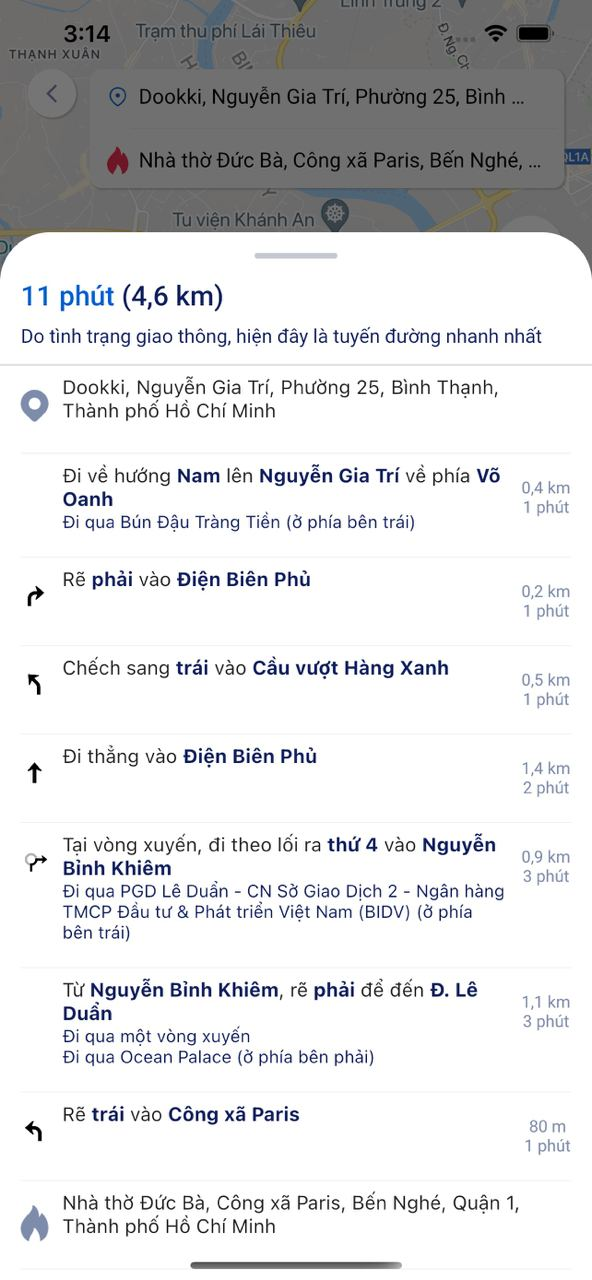 Linh Trung 2
3:14
Trạm thu phí Lái Thiêu
THẠNH XUÂN
Đ.Ng.Ch
Dookki, Nguyễn Gia Trí, Phường 25, Bình ...
QL1A
Nhà thờ Đức Bà, Công xã Paris, Bến Nghé, ...
Tu viện Khánh An
11 phút (4,6 km)
Do tình trạng giao thông, hiện đây là tuyến đường nhanh nhất
Dookki, Nguyễn Gia Trí, Phường 25, Bình Thạnh,
Thành phố Hồ Chí Minh
Đi về hướng Nam lên Nguyễn Gia Trí về phía Võ
Oanh
Đi qua Bún Đậu Tràng Tiền (ở phía bên trái)
0,4 km
1 phút
Rẽ phải vào Điện Biên Phủ
0,2 km
1 phút
Chếch sang trái vào Cầu vượt Hàng Xanh
0,5 km
1 phút
Đi thẳng vào Điện Biên Phủ
1,4 km
2 phút
Tại vòng xuyến, đi theo lối ra thứ 4 vào Nguyễn
Bỉnh Khiêm
Đi qua PGD Lê Duẩn - CN Sở Giao Dịch 2 - Ngân hàng
TMCP Đầu tư & Phát triển Việt Nam (BIDV) (ở phía
bên trái)
0,9 km
3 phút
Từ Nguyễn Bỉnh Khiêm, rẽ phải để đến Đ. Lê
Duẩn
Đi qua một vòng xuyến
Đi qua Ocean Palace (ở phía bên phải)
1,1 km
3 phút
Rẽ trái vào Công xã Paris
80 m
1 phút
Nhà thờ Đức Bà, Công xã Paris, Bến Nghé, Quận 1,
Thành phố Hồ Chí Minh